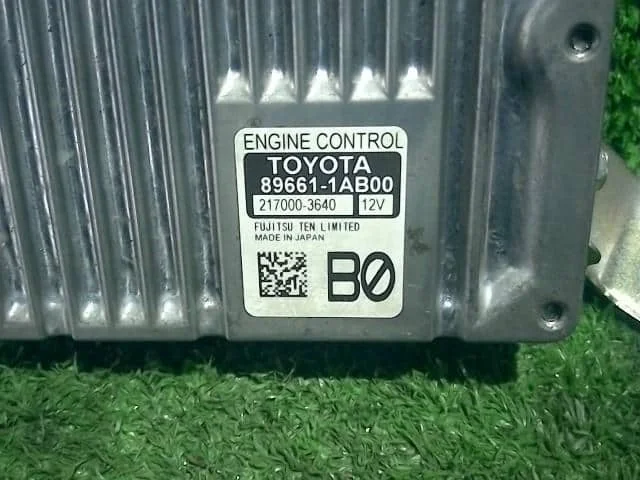 ENGINE CONTROL
TOYOTA
89661-1AB00
217000-3640 12V
FUJITSU TEN LIMITED
MADE IN JAPAN
B0